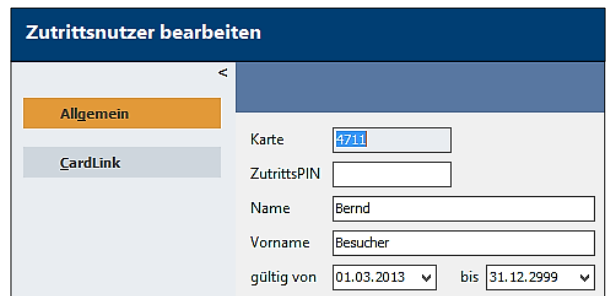 Zutrittsnutzer bearbeiten
<
Allgemein
CardLink
Karte 4711
ZutrittsPIN
Name Bernd
Vorname Besucher
gültig von 01.03.2013 bis 31.12.2999